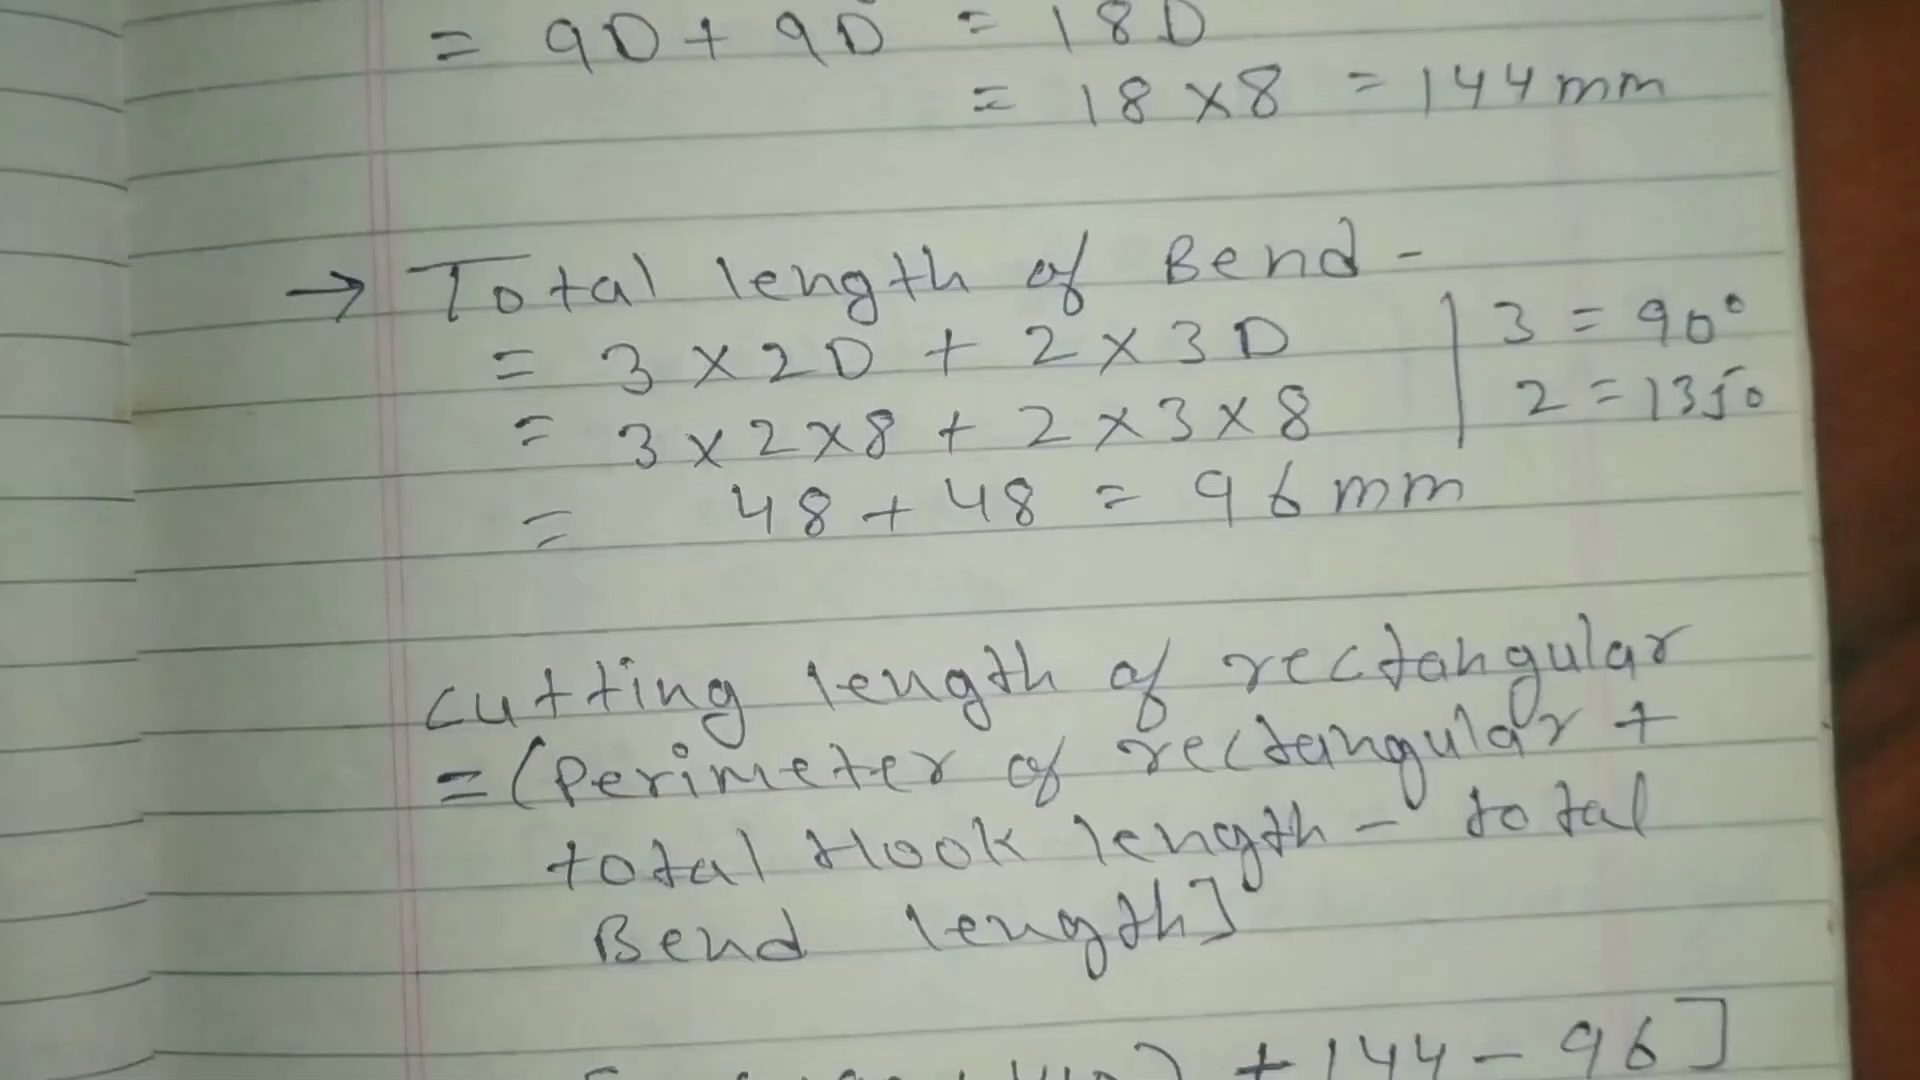 = 9D + 9D = 18D
= 18 × 8 = 144 mm
→ Total length of Bend -
= 3 × 2D + 2 × 3D | 3 = 90°
= 3 × 2 × 8 + 2 × 3 × 8 | 2 = 1350
= 48 + 48 = 96 mm
cutting length of rectangular
= (Perimeter of rectangular +
total Hook length - total
Bend length]
) + 144 - 96]